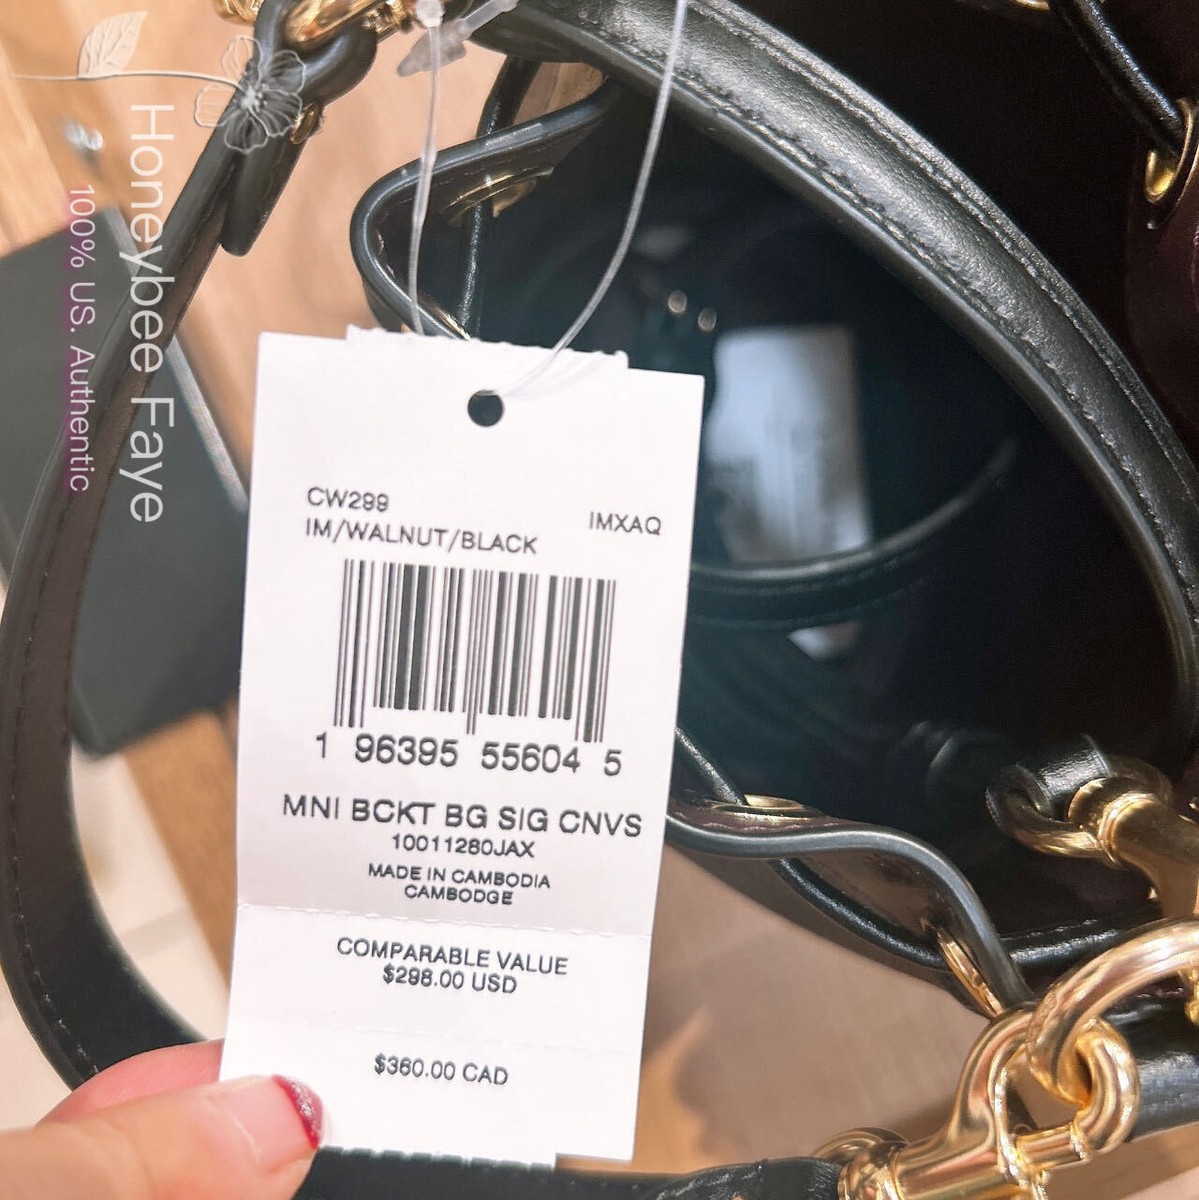 Honeybee Faye
100% US. Authentic
CW299
IM/WALNUT/BLACK IMXAQ
1 96395 55604 5
MNI BCKT BG SIG CNVS
10011280JAX
MADE IN CAMBODIA
CAMBODGE
COMPARABLE VALUE
$298.00 USD
$360.00 CAD